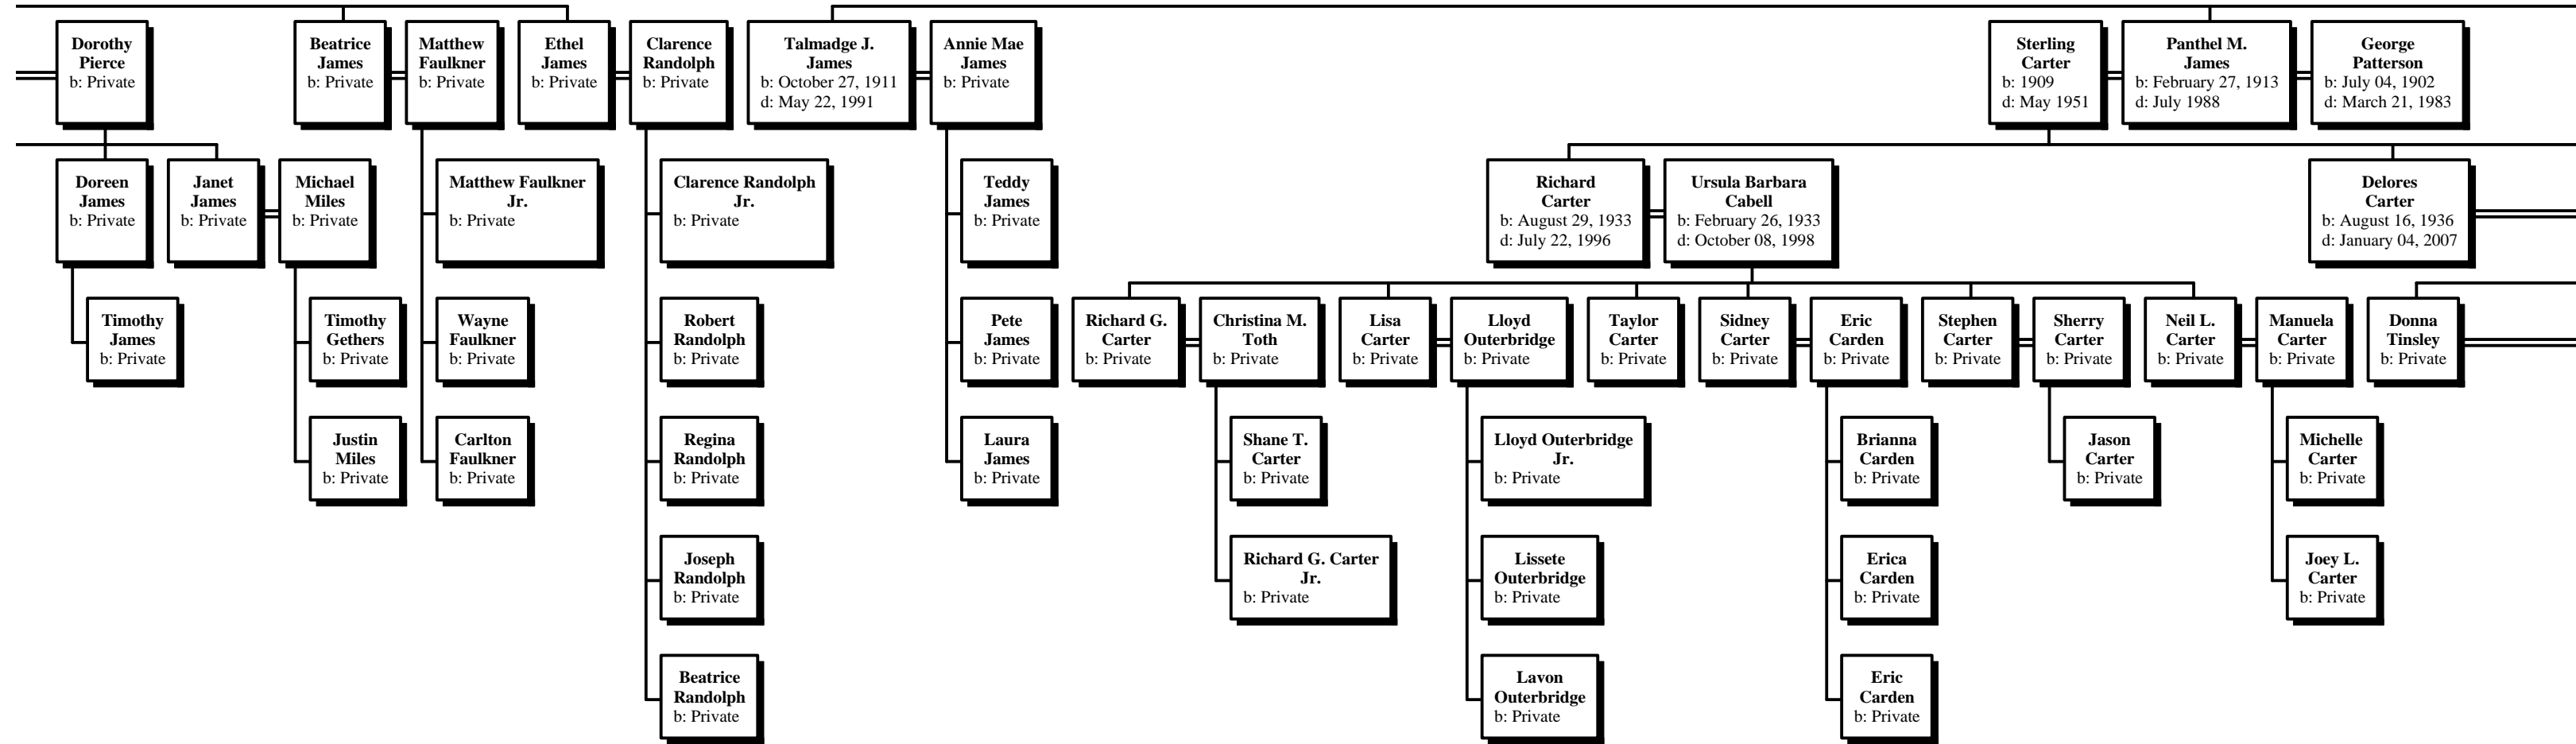 Dorothy
Pierce
b: Private
Beatrice
James
b: Private
Matthew
Faulkner
b: Private
Ethel
James
b: Private
Clarence
Randolph
b: Private
Talmadge J.
James
b: October 27, 1911
d: May 22, 1991
Annie Mae
James
b: Private
Sterling
Carter
b: 1909
d: May 1951
Panthel M.
James
b: February 27, 1913
d: July 1988
George
Patterson
b: July 04, 1902
d: March 21, 1983
Doreen
James
b: Private
Janet
James
b: Private
Michael
Miles
b: Private
Matthew Faulkner
Jr.
b: Private
Clarence Randolph
Jr.
b: Private
Teddy
James
b: Private
Richard
Carter
b: August 29, 1933
d: July 22, 1996
Ursula Barbara
Cabell
b: February 26, 1933
d: October 08, 1998
Delores
Carter
b: August 16, 1936
d: January 04, 2007
Timothy
James
b: Private
Timothy
Gethers
b: Private
Wayne
Faulkner
b: Private
Robert
Randolph
b: Private
Pete
James
b: Private
Richard G.
Carter
b: Private
Christina M.
Toth
b: Private
Lisa
Carter
b: Private
Lloyd
Outerbridge
b: Private
Taylor
Carter
b: Private
Sidney
Carter
b: Private
Eric
Carden
b: Private
Stephen
Carter
b: Private
Sherry
Carter
b: Private
Neil L.
Carter
b: Private
Manuela
Carter
b: Private
Donna
Tinsley
b: Private
Justin
Miles
b: Private
Carlton
Faulkner
b: Private
Regina
Randolph
b: Private
Laura
James
b: Private
Shane T.
Carter
b: Private
Lloyd Outerbridge
Jr.
b: Private
Brianna
Carden
b: Private
Jason
Carter
b: Private
Michelle
Carter
b: Private
Joseph
Randolph
b: Private
Richard G. Carter
Jr.
b: Private
Lissete
Outerbridge
b: Private
Erica
Carden
b: Private
Joey L.
Carter
b: Private
Beatrice
Randolph
b: Private
Lavon
Outerbridge
b: Private
Eric
Carden
b: Private